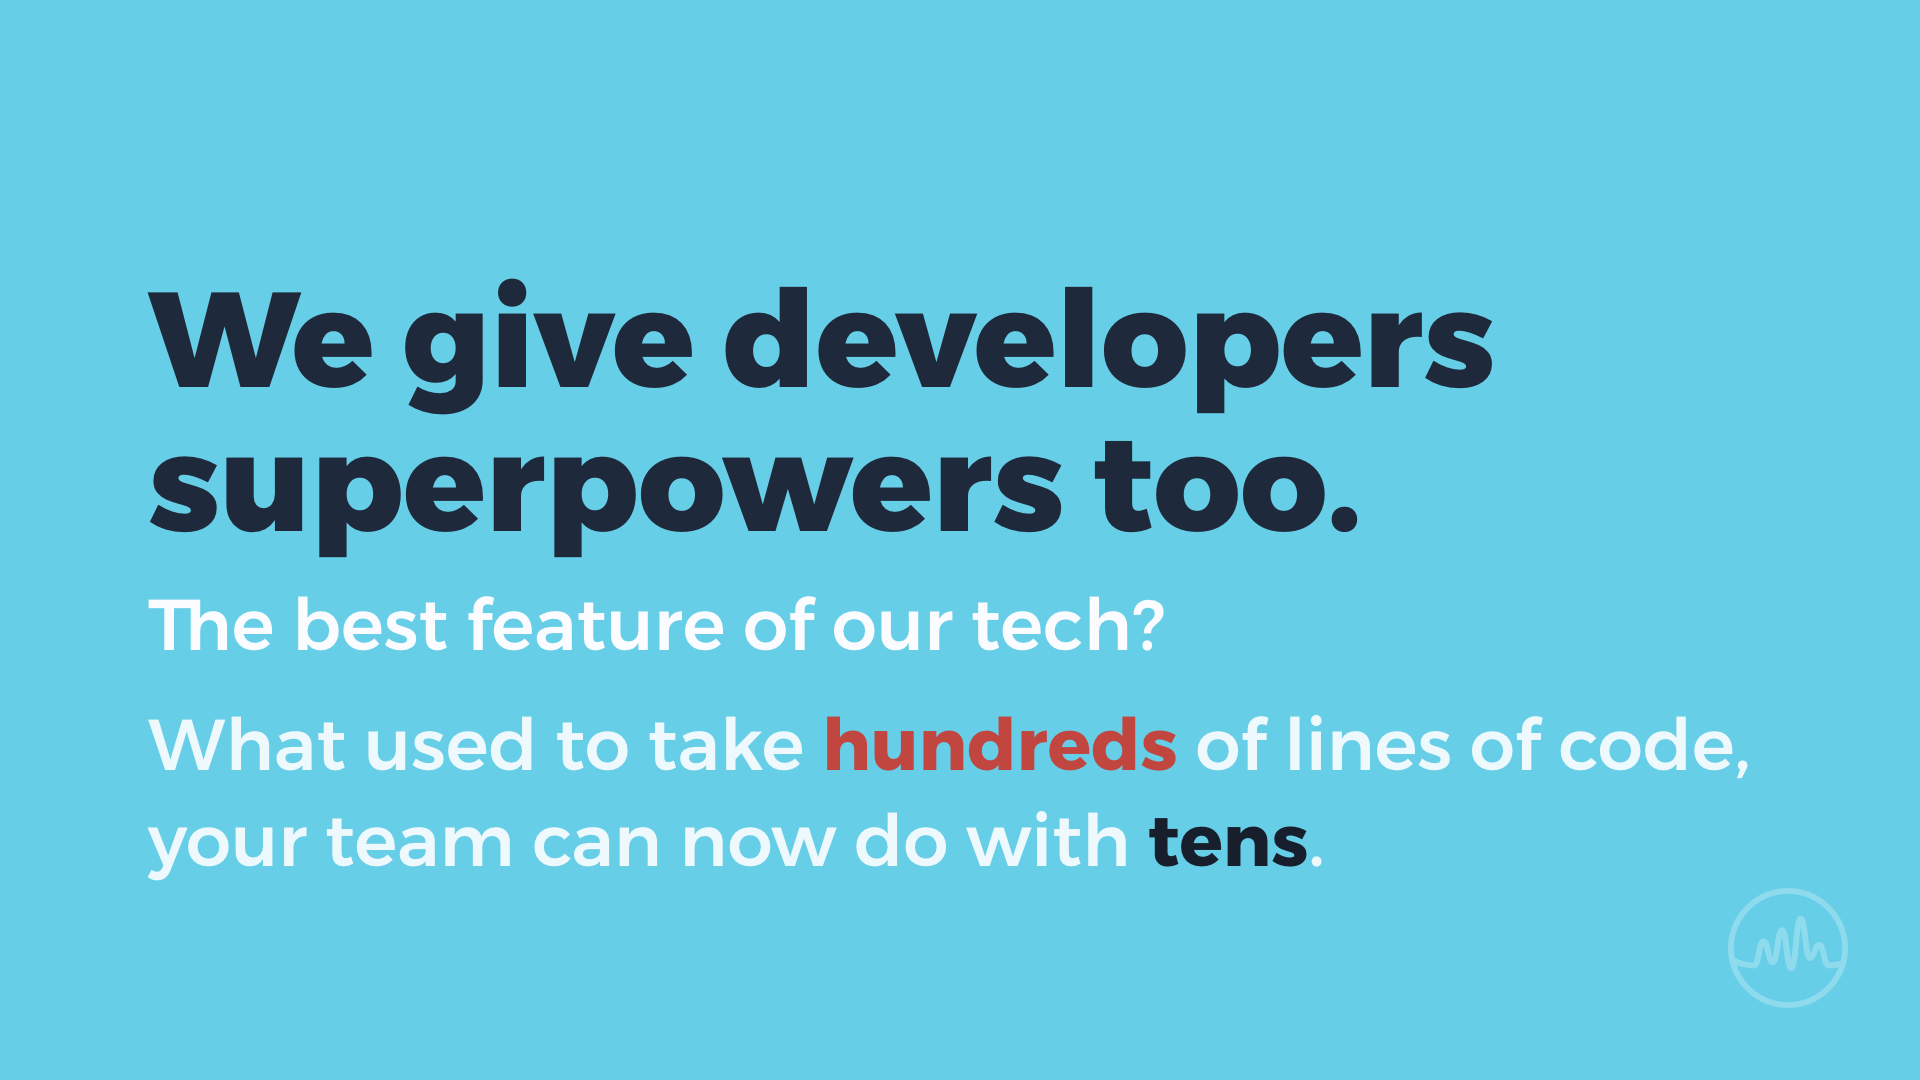 We give developers
superpowers too.
The best feature of our tech?
What used to take hundreds of lines of code,
your team can now do with tens.